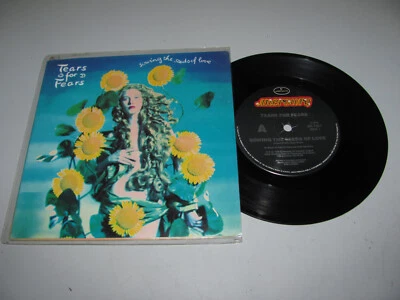 Tears
for
Fears
sowing the seeds of love
Mercury
A
TEARS FOR FEARS
SOWING THE SEEDS OF LOVE